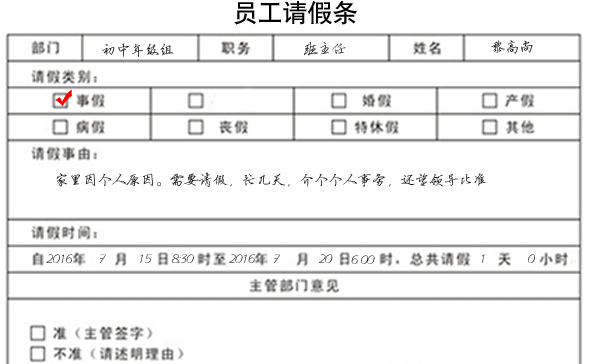 员工请假条
部门 初中年级组 职务 班主任 姓名 黎高尚
请假类别：
☑ 事假 ☐ ☐ 婚假 ☐ 产假
☐ 病假 ☐ 丧假 ☐ 特休假 ☐ 其他
请假事由：
家里因个人原因。需要请假，忙几天，介个个人事旁，还望领导比准
请假时间：
自2016年 7 月 15 日8:30 时至2016年 7 月 20 日6:00 时，总共请假 1 天 0 小时
主管部门意见
☐ 准（主管签字）
☐ 不准（请述明理由）